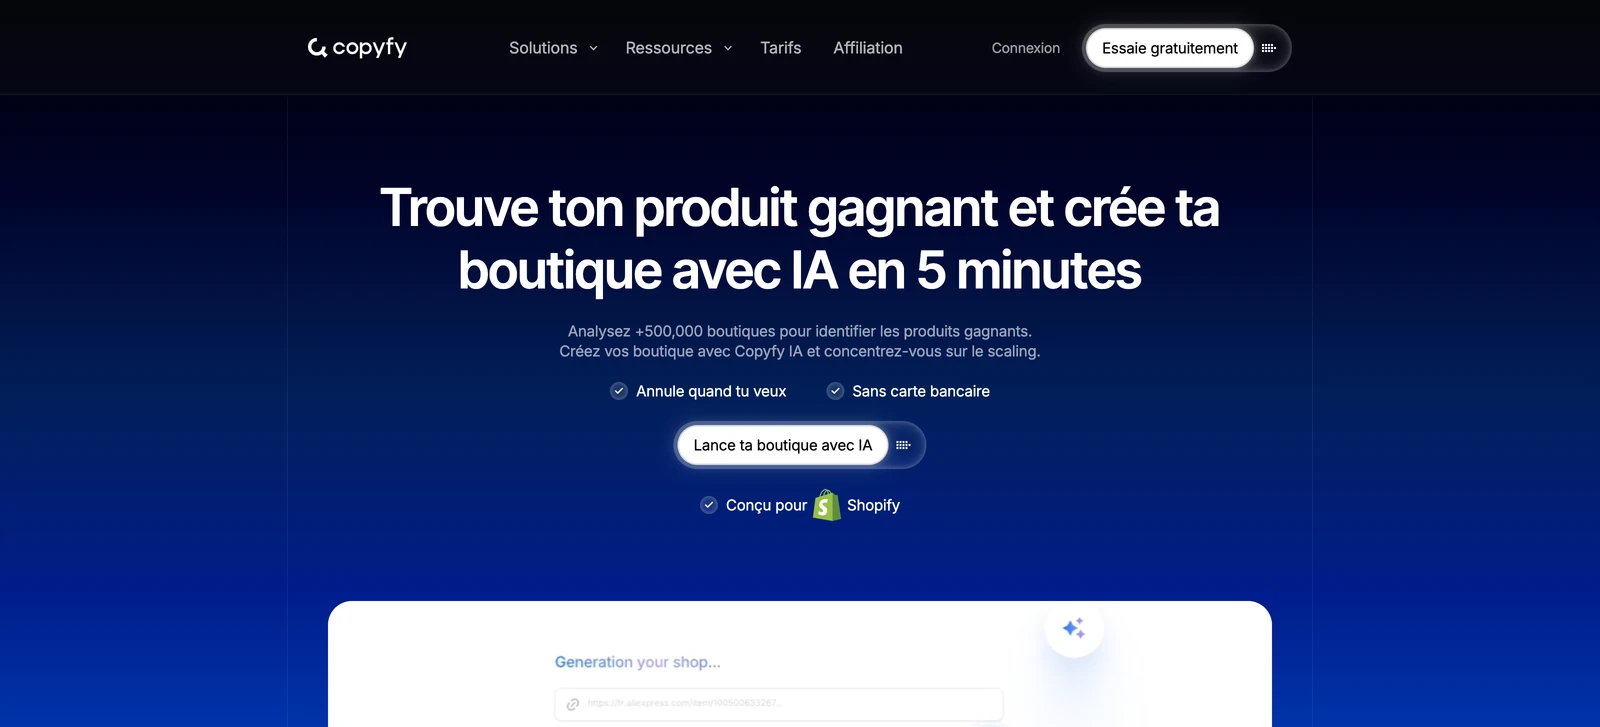 copyfy
Solutions
Ressources
Tarifs
Affiliation
Connexion
Essaie gratuitement
Trouve ton produit gagnant et crée ta
boutique avec IA en 5 minutes
Analysez +500,000 boutiques pour identifier les produits gagnants.
Créez vos boutique avec Copyfy IA et concentrez-vous sur le scaling.
Annule quand tu veux
Sans carte bancaire
Lance ta boutique avec IA
Conçu pour Shopify
Generation your shop...